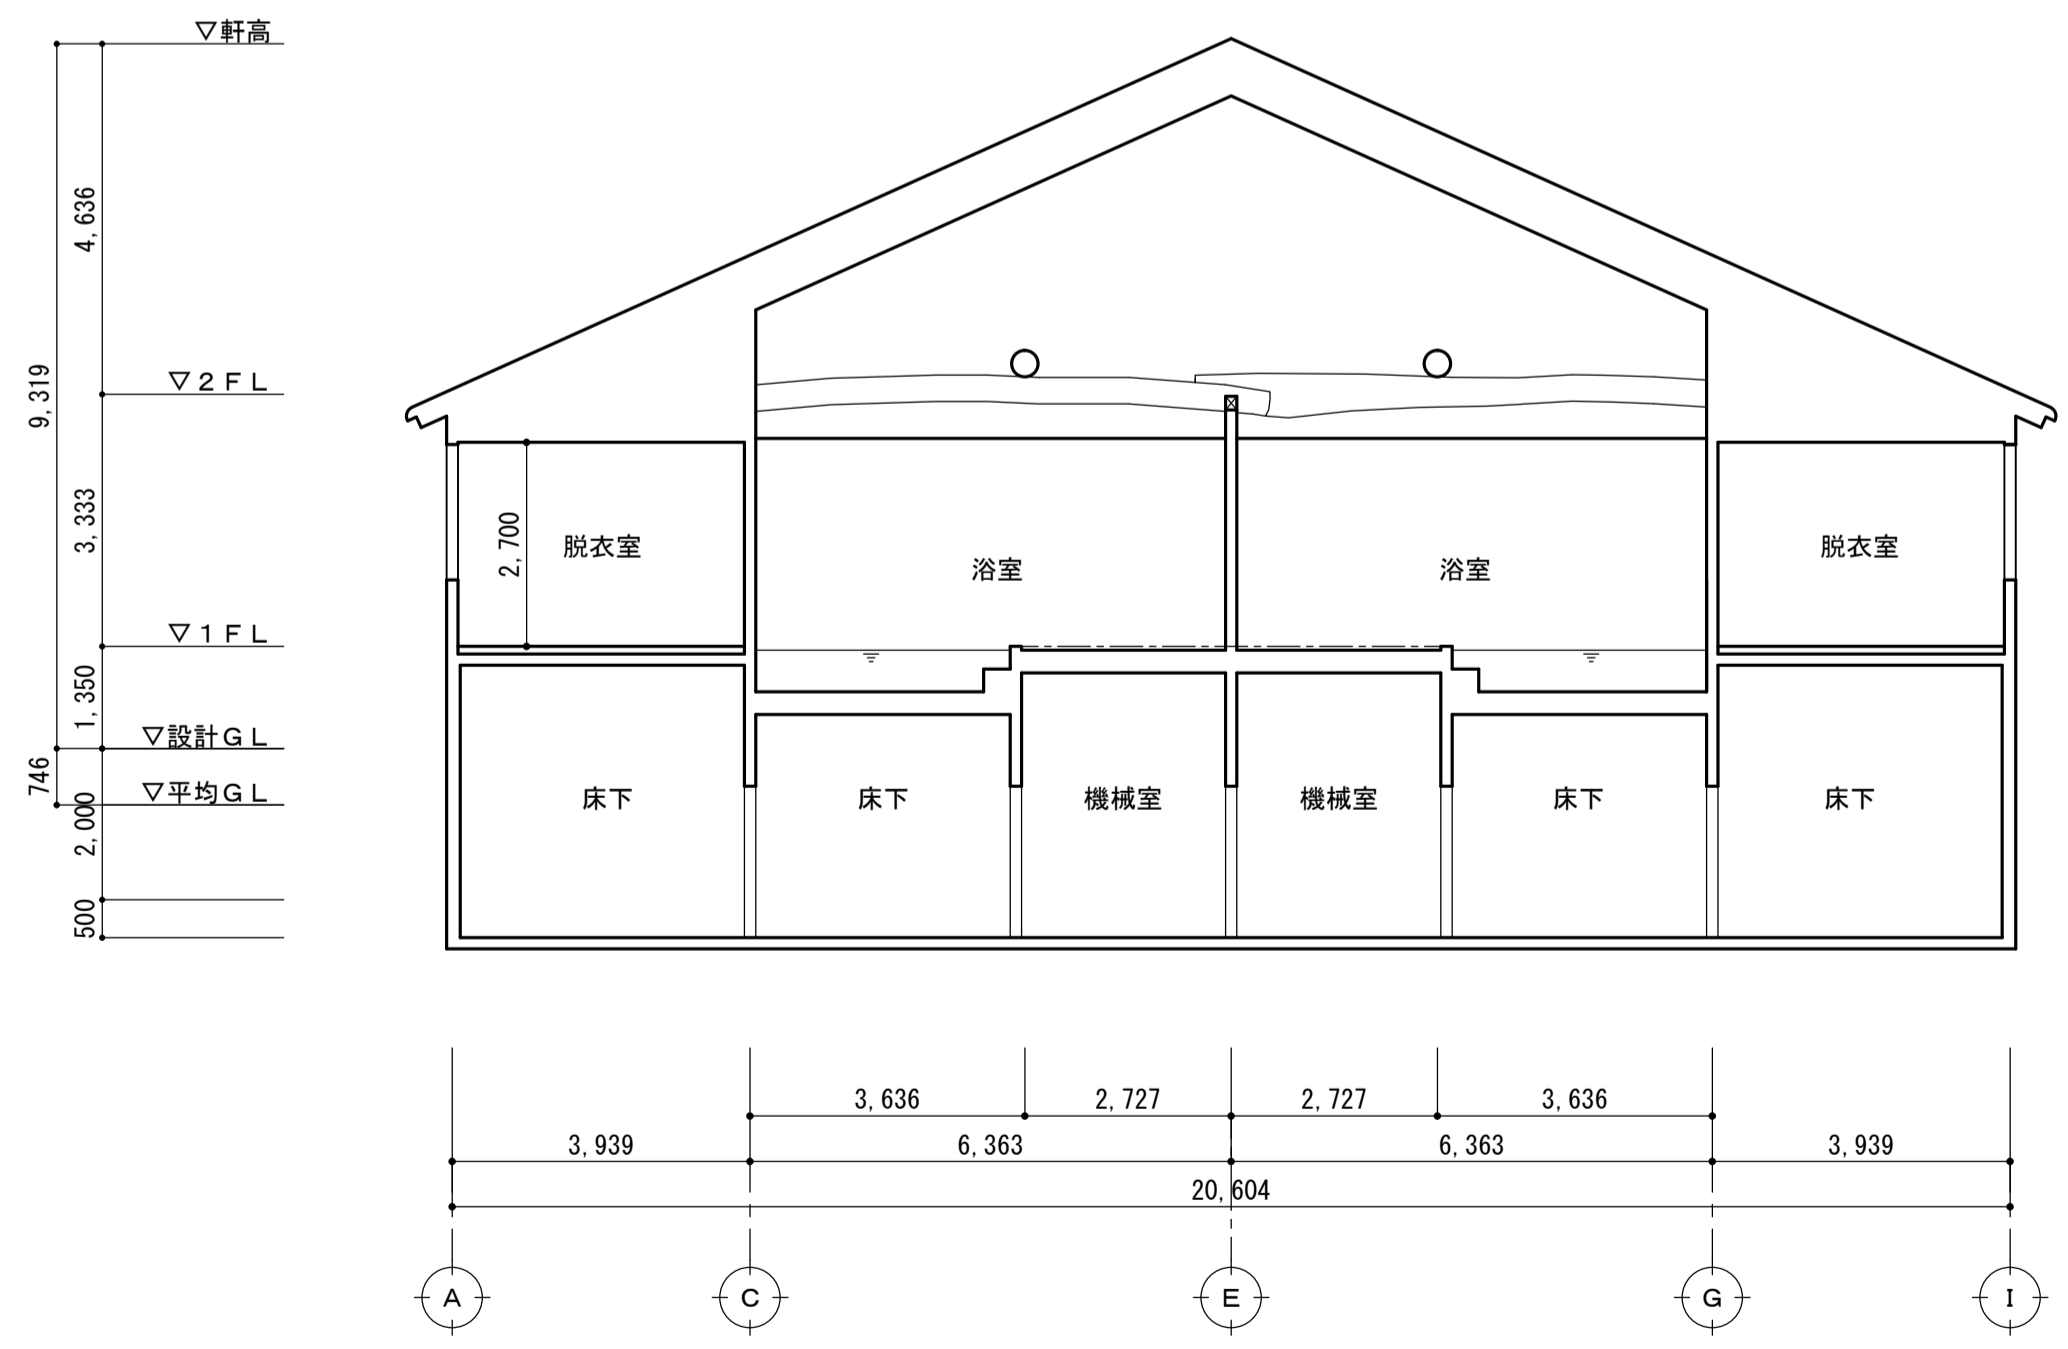 ▽軒高
4,636
9,319
▽2FL
3,333
2,700
脱衣室
浴室
浴室
脱衣室
▽1FL
1,350
▽設計GL
746
▽平均GL
2,000
床下
床下
機械室
機械室
床下
床下
500
3,636
2,727
2,727
3,636
3,939
6,363
6,363
3,939
20,604
A
C
E
G
I